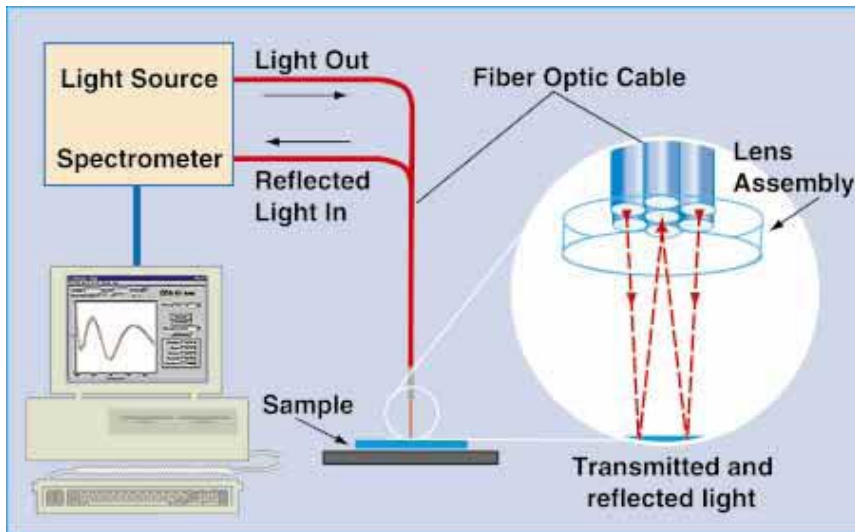 Light Source
Light Out
Fiber Optic Cable
Spectrometer
Reflected
Light In
Lens
Assembly
Sample
Transmitted and
reflected light